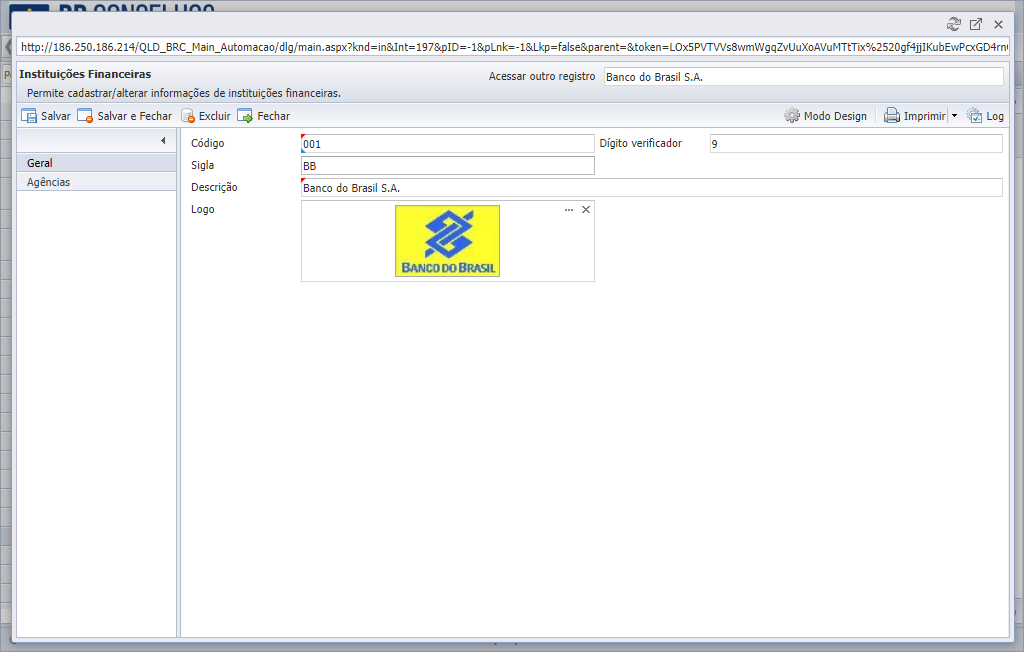 http://186.250.186.214/QLD_BRC_Main_Automacao/dlg/main.aspx?knd=in&Int=197&pID=-1&pLnk=-1&Lkp=false&parent=&token=LOx5PVTVVs8wmWgqZvUuXoAVuMTtTix%2520gf4jjIKubEwPcxGD4rn
Instituições Financeiras
Acessar outro registro Banco do Brasil S.A.
Permite cadastrar/alterar informações de instituições financeiras.
Salvar Salvar e Fechar Excluir Fechar Modo Design Imprimir Log
Código 001 Dígito verificador 9
Geral
Sigla BB
Agências
Descrição Banco do Brasil S.A.
Logo
BANCO DO BRASIL